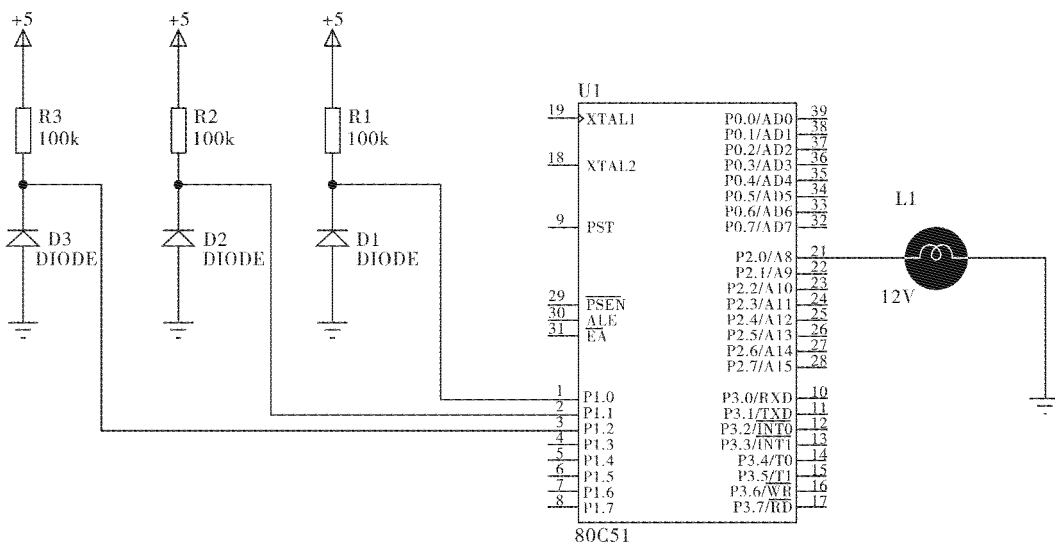 +5
+5
+5
R3
100k
R2
100k
R1
100k
D3
DIODE
D2
DIODE
D1
DIODE
U1
19
XTAL1
18
XTAL2
9
PST
29
PSEN
30
ALE
31
EA
1
P1.0
2
P1.1
3
P1.2
4
P1.3
5
P1.4
6
P1.5
7
P1.6
8
P1.7
P0.0/AD0
39
P0.1/AD1
38
P0.2/AD2
37
P0.3/AD3
36
P0.4/AD4
35
P0.5/AD5
34
P0.6/AD6
33
P0.7/AD7
32
P2.0/A8
21
P2.1/A9
22
P2.2/A10
23
P2.3/A11
24
P2.4/A12
25
P2.5/A13
26
P2.6/A14
27
P2.7/A15
28
P3.0/RXD
10
P3.1/TXD
11
P3.2/INT0
12
P3.3/INT1
13
P3.4/T0
14
P3.5/T1
15
P3.6/WR
16
P3.7/RD
17
80C51
L1
12V